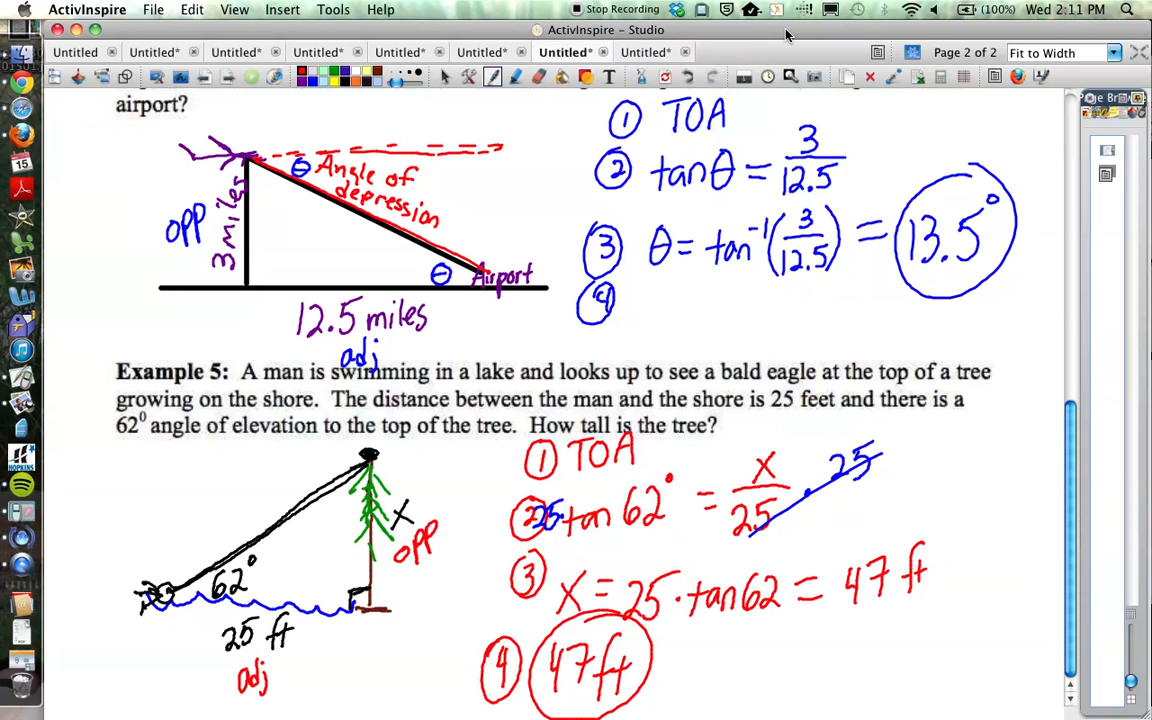 ActivInspire File Edit View Insert Tools Help Stop Recording (100%) Wed 2:11 PM
ActivInspire – Studio
Untitled Untitled* Untitled* Untitled* Untitled* Untitled* Untitled* Untitled* Page 2 of 2 Fit to Width
Page Brow
airport?
θ Angle of
depression
opp
3 miles
θ Airport
12.5 miles
adj
① TOA
② tanθ = 3/12.5
③ θ = tan⁻¹(3/12.5) = 13.5°
④
Example 5: A man is swimming in a lake and looks up to see a bald eagle at the top of a tree
growing on the shore. The distance between the man and the shore is 25 feet and there is a
62⁰ angle of elevation to the top of the tree. How tall is the tree?
x
opp
62°
25 ft
adj
① TOA
② 25· tan 62° = x/25 · 25
③ x = 25 · tan62 = 47 ft
④ 47ft